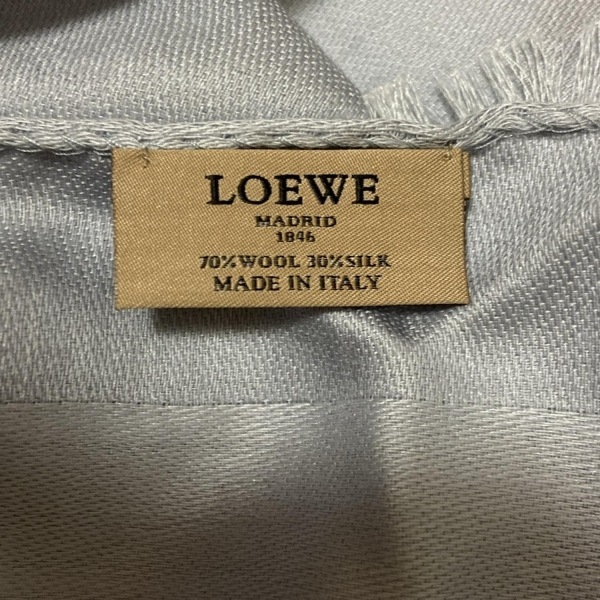 LOEWE
MADRID
1846
70%WOOL 30%SILK
MADE IN ITALY